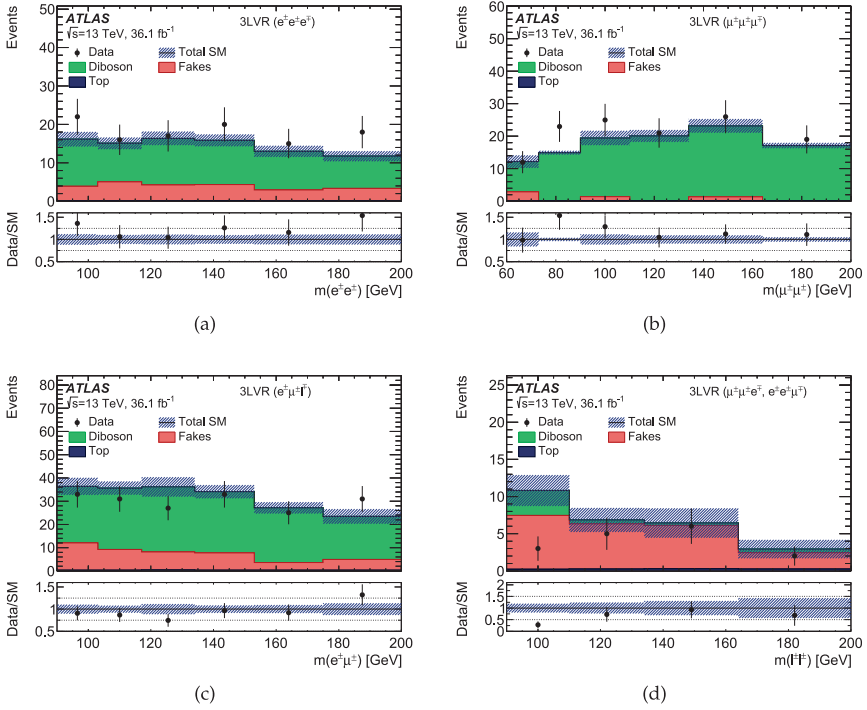 Events
50
40
30
20
10
0
ATLAS
√s=13 TeV, 36.1 fb⁻¹
3LVR (e±e±e∓)
Data
Total SM
Diboson
Fakes
Top
Data/SM
1.5
1
0.5
100 120 140 160 180 200
m(e±e±) [GeV]
(a)
Events
60
50
40
30
20
10
0
ATLAS
√s=13 TeV, 36.1 fb⁻¹
3LVR (μ±μ±μ∓)
Data
Total SM
Diboson
Fakes
Top
Data/SM
1.5
1
0.5
60 80 100 120 140 160 180 200
m(μ±μ±) [GeV]
(b)
Events
80
70
60
50
40
30
20
10
0
ATLAS
√s=13 TeV, 36.1 fb⁻¹
3LVR (e±μ±l∓)
Data
Total SM
Diboson
Fakes
Top
Data/SM
1.5
1
0.5
100 120 140 160 180 200
m(e±μ±) [GeV]
(c)
Events
25
20
15
10
5
0
ATLAS
√s=13 TeV, 36.1 fb⁻¹
3LVR (μ±μ±e∓, e±e±μ∓)
Data
Total SM
Diboson
Fakes
Top
Data/SM
2
1.5
1
0.5
0
100 120 140 160 180 200
m(l±l±) [GeV]
(d)